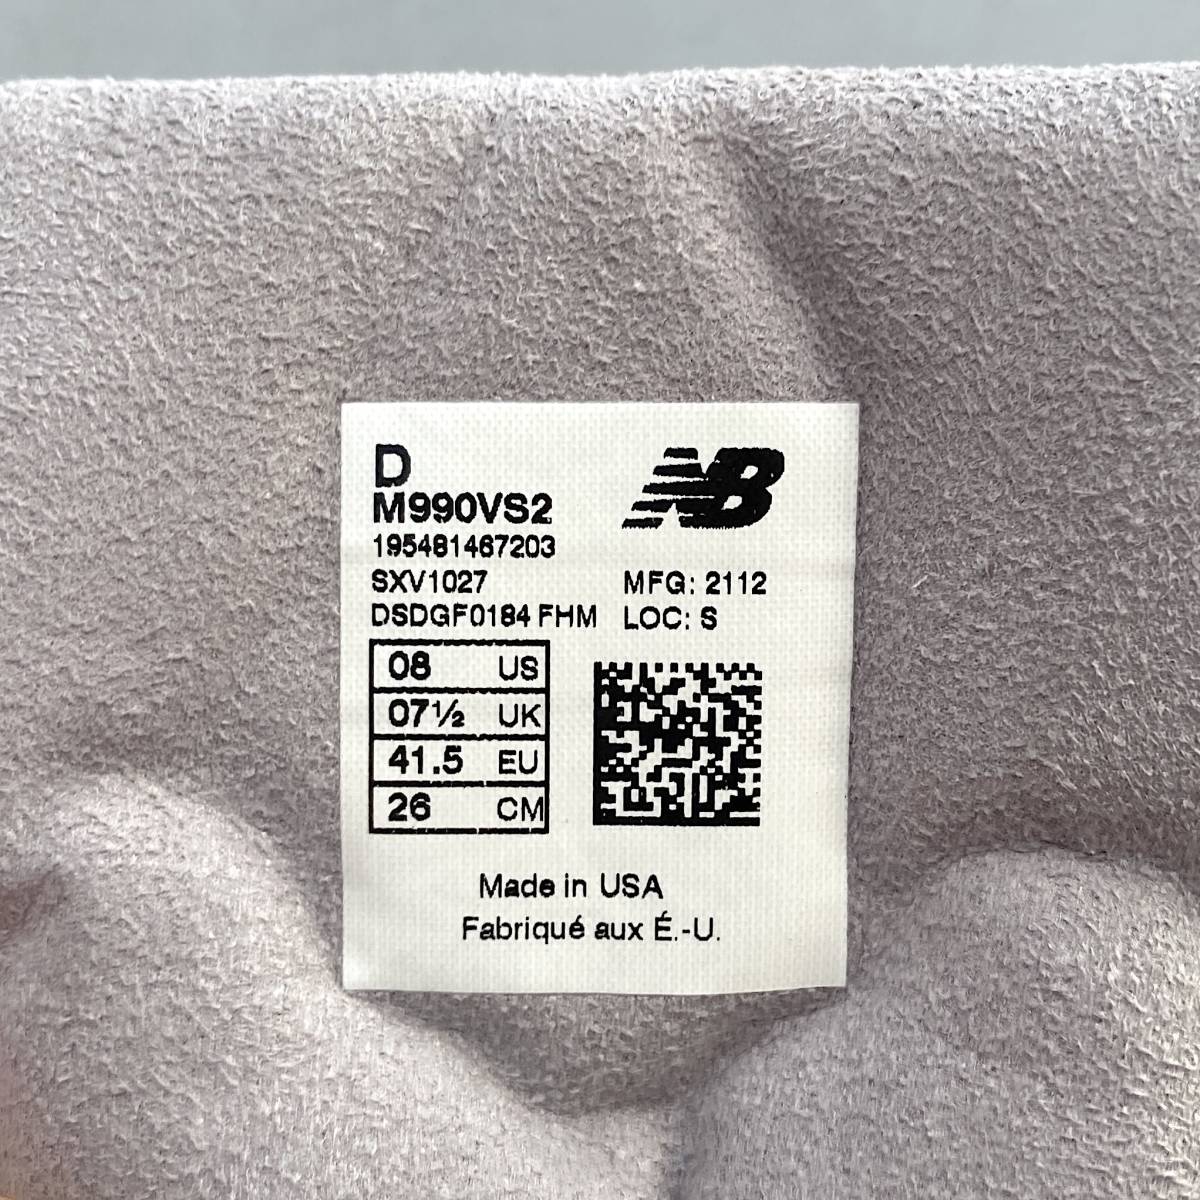 D
NB
M990VS2
195481467203
SXV1027 MFG: 2112
DSDGF0184 FHM LOC: S
08 US
07½ UK
41.5 EU
26 CM
Made in USA
Fabriqué aux É.-U.